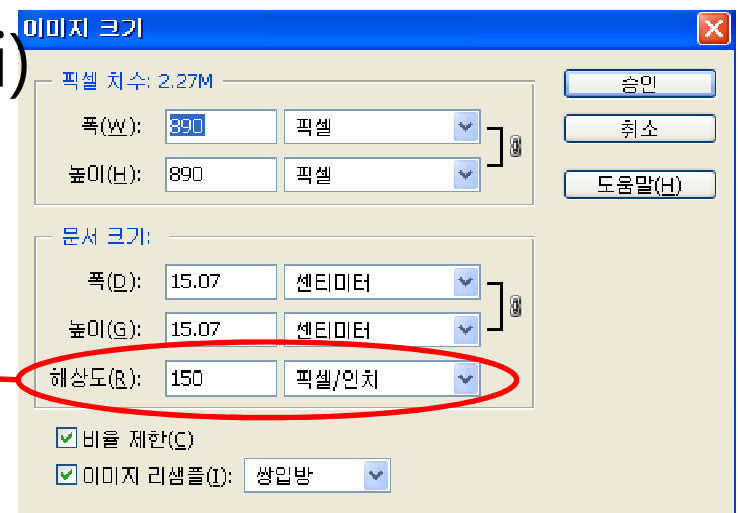 이미지 크기
i)
픽셀 치수: 2.27M
폭(W): 890 픽셀
높이(H): 890 픽셀
승인
취소
도움말(H)
문서 크기:
폭(D): 15.07 센티미터
높이(G): 15.07 센티미터
해상도(R): 150 픽셀/인치
비율 제한(C)
이미지 리샘플(I): 쌍입방